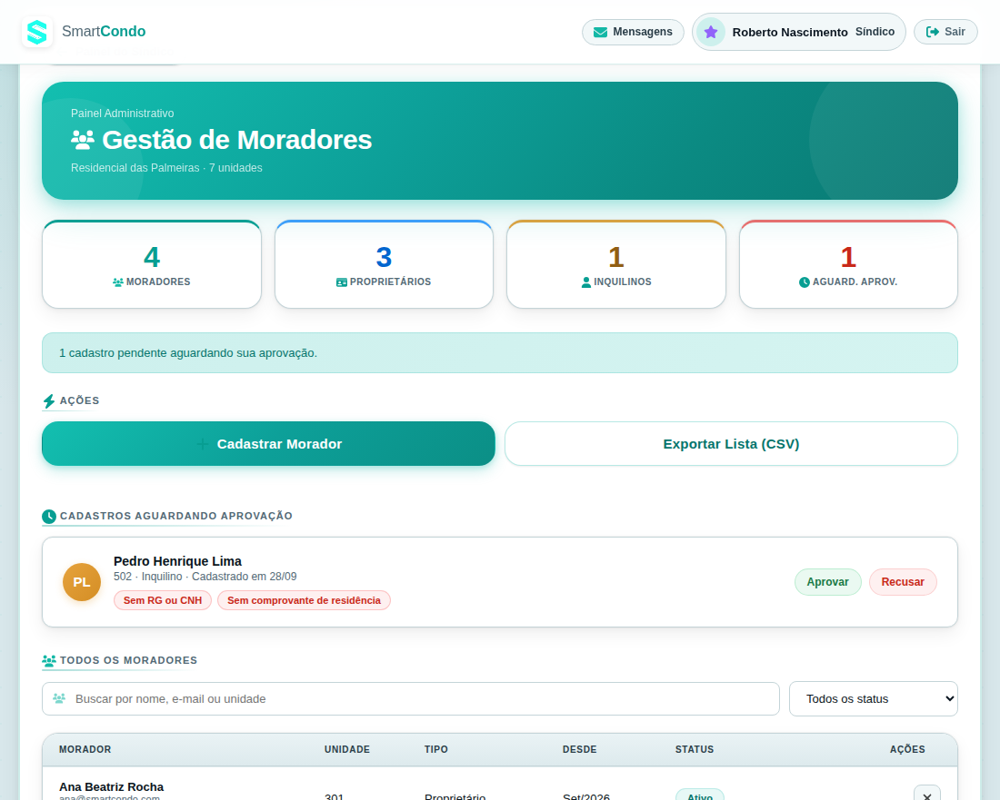 SmartCondo
Mensagens
Roberto Nascimento Síndico
Sair
Painel Administrativo
Gestão de Moradores
Residencial das Palmeiras · 7 unidades
4
MORADORES
3
PROPRIETÁRIOS
1
INQUILINOS
1
AGUARD. APROV.
1 cadastro pendente aguardando sua aprovação.
AÇÕES
Cadastrar Morador
Exportar Lista (CSV)
CADASTROS AGUARDANDO APROVAÇÃO
PL
Pedro Henrique Lima
502 · Inquilino · Cadastrado em 28/09
Sem RG ou CNH
Sem comprovante de residência
Aprovar
Recusar
TODOS OS MORADORES
Buscar por nome, e-mail ou unidade
Todos os status
MORADOR UNIDADE TIPO DESDE STATUS AÇÕES
Ana Beatriz Rocha
ana@smartcondo.com
301 Proprietário Set/2026 Ativo